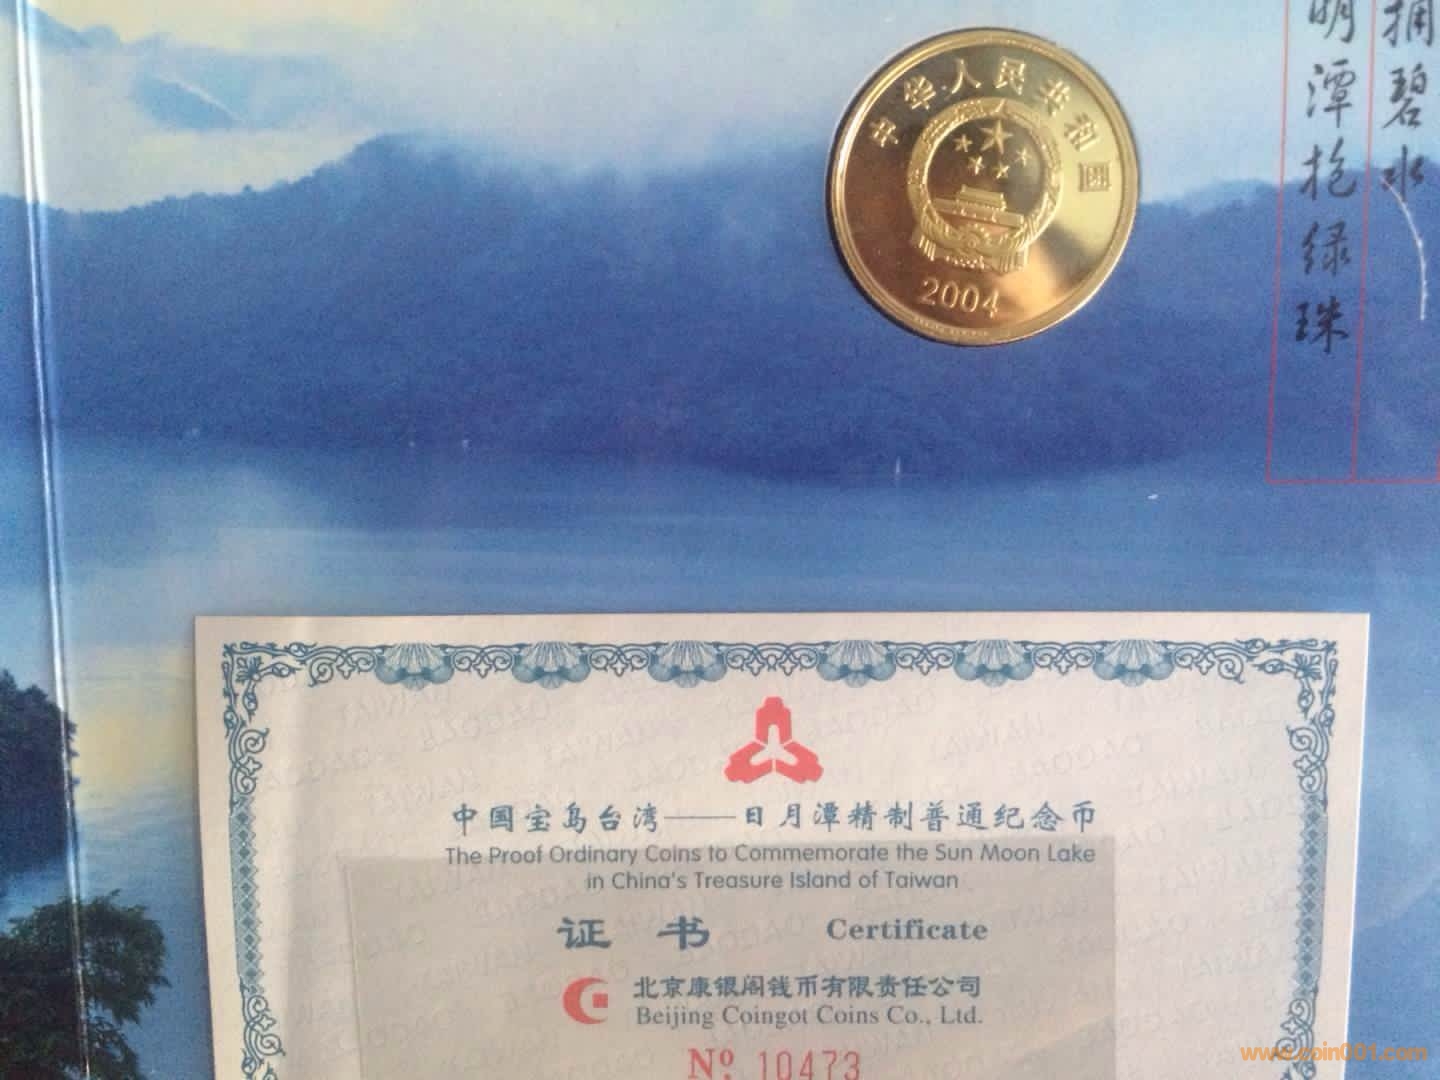 拥碧水
明潭抱绿珠
中华人民共和国
2004
中国宝岛台湾——日月潭精制普通纪念币
The Proof Ordinary Coins to Commemorate the Sun Moon Lake
in China's Treasure Island of Taiwan
证 书 Certificate
北京康银阁钱币有限责任公司
Beijing Coingot Coins Co., Ltd.
Nº 10473
www.coin001.com